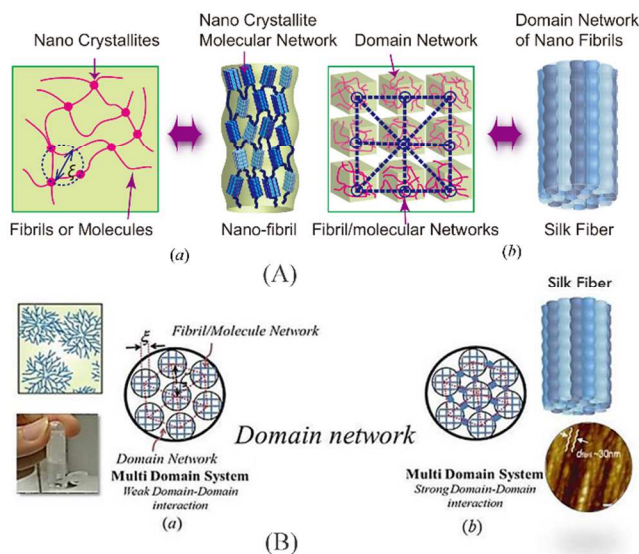 Nano Crystallites
Nano Crystallite
Molecular Network
Domain Network
Domain Network
of Nano Fibrils
ξ
Fibrils or Molecules
Nano-fibril
Fibril/molecular Networks
Silk Fiber
(a)
(b)
(A)
Silk Fiber
Fibril/Molecule Network
ξ
Domain Network
Multi Domain System
Weak Domain-Domain
interaction
(a)
Domain network
Multi Domain System
Strong Domain-Domain
interaction
(b)
~30nm
(B)